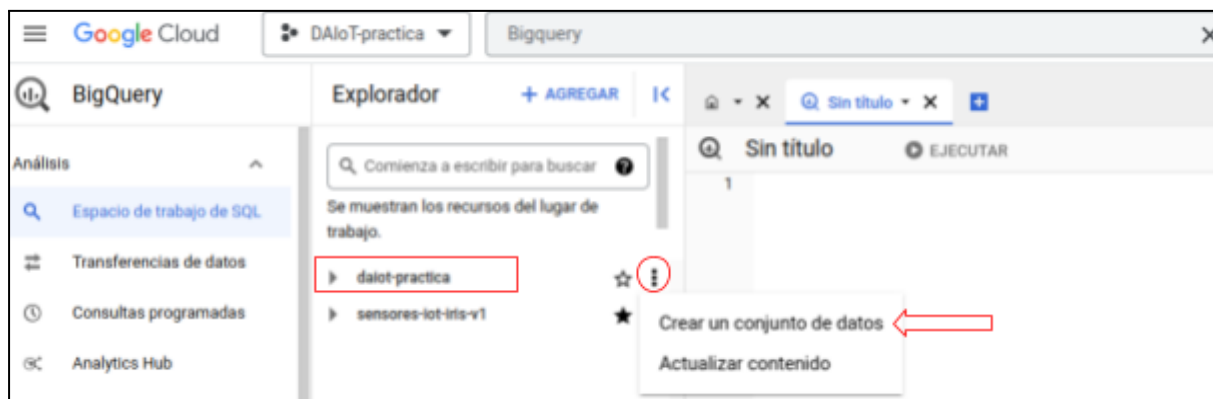 Google Cloud
DAIoT-practica
Bigquery
BigQuery
Explorador
+ AGREGAR
Sin título
Análisis
Comienza a escribir para buscar
Sin título
EJECUTAR
1
Espacio de trabajo de SQL
Se muestran los recursos del lugar de
trabajo.
Transferencias de datos
daiot-practica
Consultas programadas
sensores-iot-iris-v1
Crear un conjunto de datos
Analytics Hub
Actualizar contenido